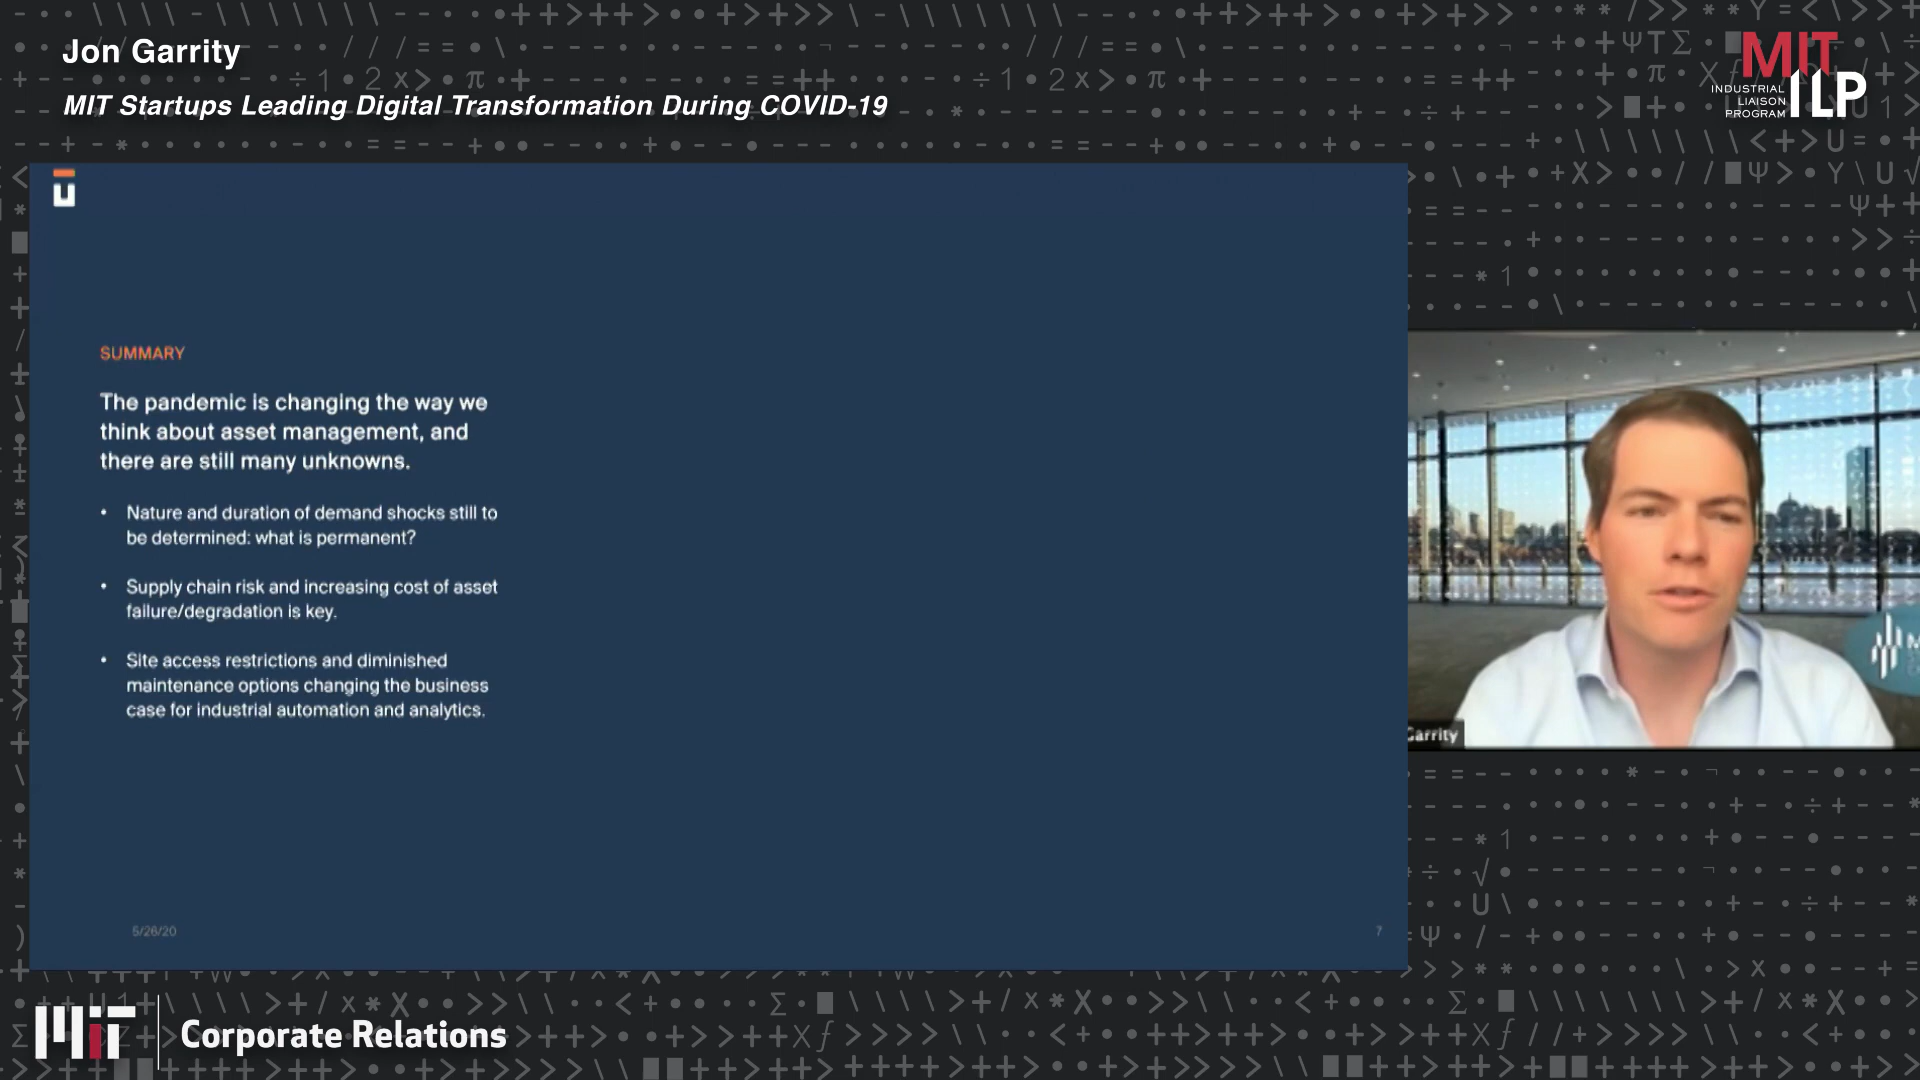 Jon Garrity
MIT Startups Leading Digital Transformation During COVID-19
MIT
INDUSTRIAL
LIAISON
PROGRAM
ILP
SUMMARY
The pandemic is changing the way we
think about asset management, and
there are still many unknowns.
• Nature and duration of demand shocks still to
be determined: what is permanent?
• Supply chain risk and increasing cost of asset
failure/degradation is key.
• Site access restrictions and diminished
maintenance options changing the business
case for industrial automation and analytics.
5/26/20
7
Garrity
MIT
Corporate Relations